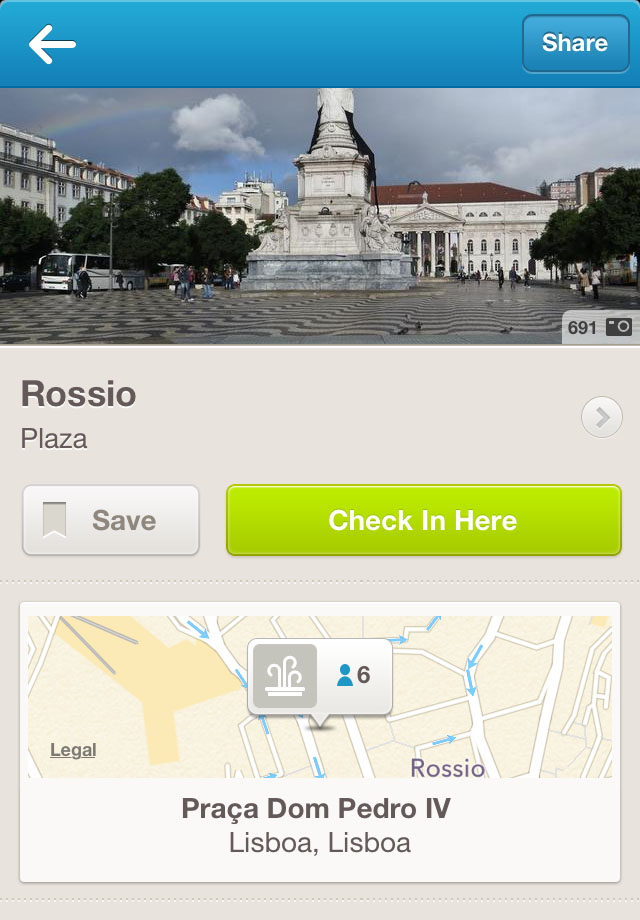 Share
691
Rossio
Plaza
Save
Check In Here
6
Legal
Rossio
Praça Dom Pedro IV
Lisboa, Lisboa